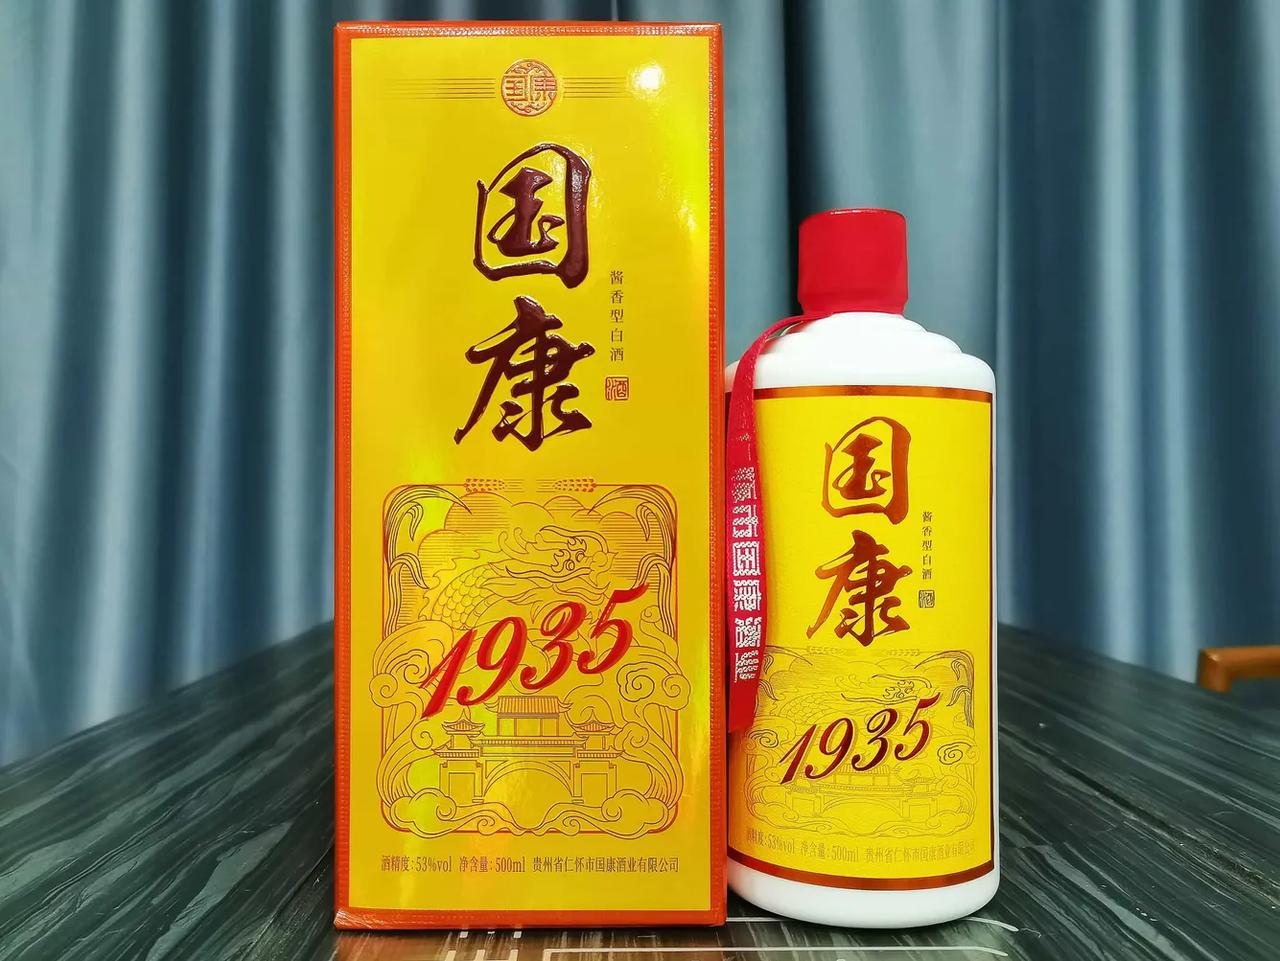 国康
国康
酱香型白酒
酒
1935
酒精度:53%vol 净含量:500ml 贵州省仁怀市国康酒业有限公司
国康
酱香型白酒
酒
1935
酒精度:53%vol 净含量:500ml 贵州省仁怀市国康酒业有限公司